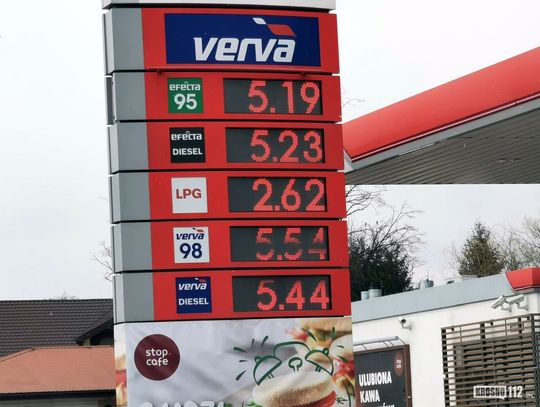 verva
EFECTA
95
5.19
EFECTA
DIESEL
5.23
LPG
2.62
verva
98
5.54
verva
DIESEL
5.44
stop.
cafe
ULUBIONA
KAWA
KROSNO112.PL